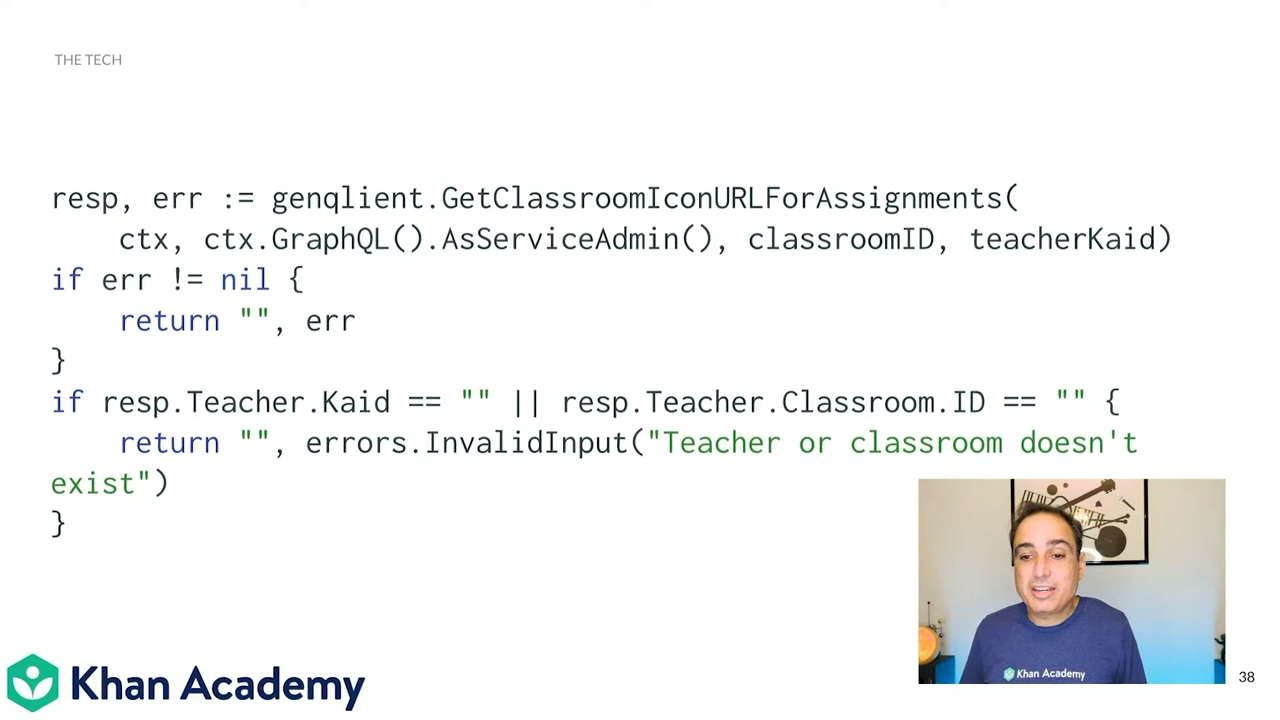 THE TECH
resp, err := genqlient.GetClassroomIconURLForAssignments(
    ctx, ctx.GraphQL().AsServiceAdmin(), classroomID, teacherKaid)
if err != nil {
    return "", err
}
if resp.Teacher.Kaid == "" || resp.Teacher.Classroom.ID == "" {
    return "", errors.InvalidInput("Teacher or classroom doesn't
exist")
}
Khan Academy
38
Khan Academy